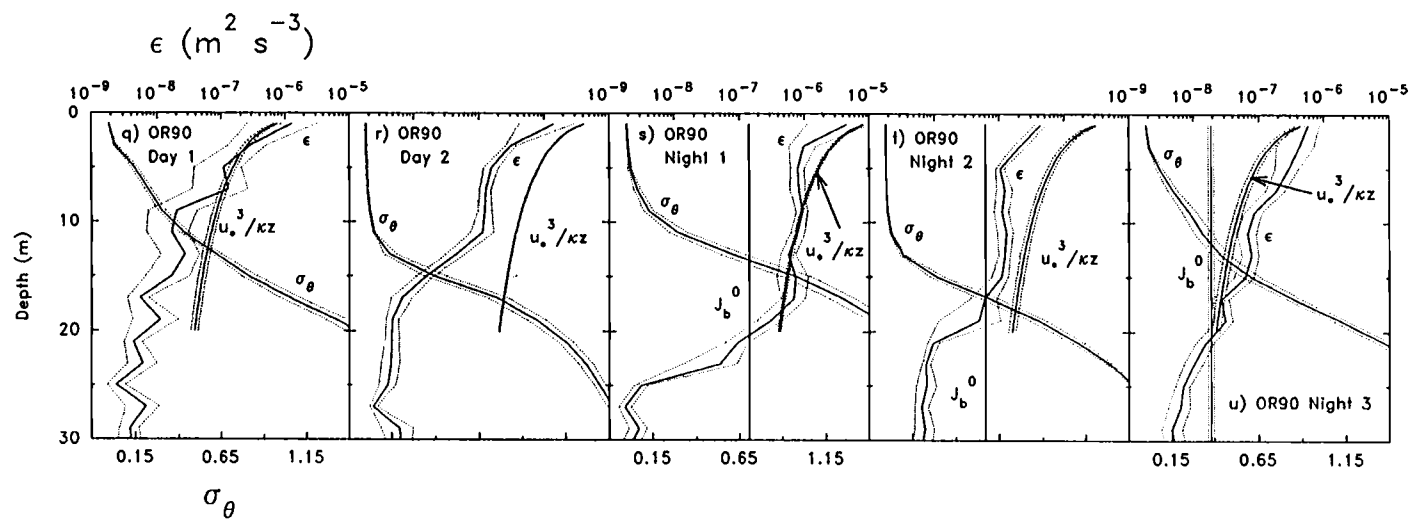 ϵ (m² s⁻³)
10⁻⁹ 10⁻⁸ 10⁻⁷ 10⁻⁶ 10⁻⁵ 10⁻⁹ 10⁻⁸ 10⁻⁷ 10⁻⁶ 10⁻⁵ 10⁻⁹ 10⁻⁸ 10⁻⁷ 10⁻⁶ 10⁻⁵
Depth (m)
0
10
20
30
q) OR90
Day 1
ϵ
u*³/κz
σθ
r) OR90
Day 2
ϵ
σθ
u*³/κz
s) OR90
Night 1
ϵ
σθ
u*³/κz
J_b⁰
t) OR90
Night 2
ϵ
σθ
u*³/κz
J_b⁰
σθ
u*³/κz
ϵ
J_b⁰
u) OR90 Night 3
0.15 0.65 1.15 0.15 0.65 1.15 0.15 0.65 1.15
σθ